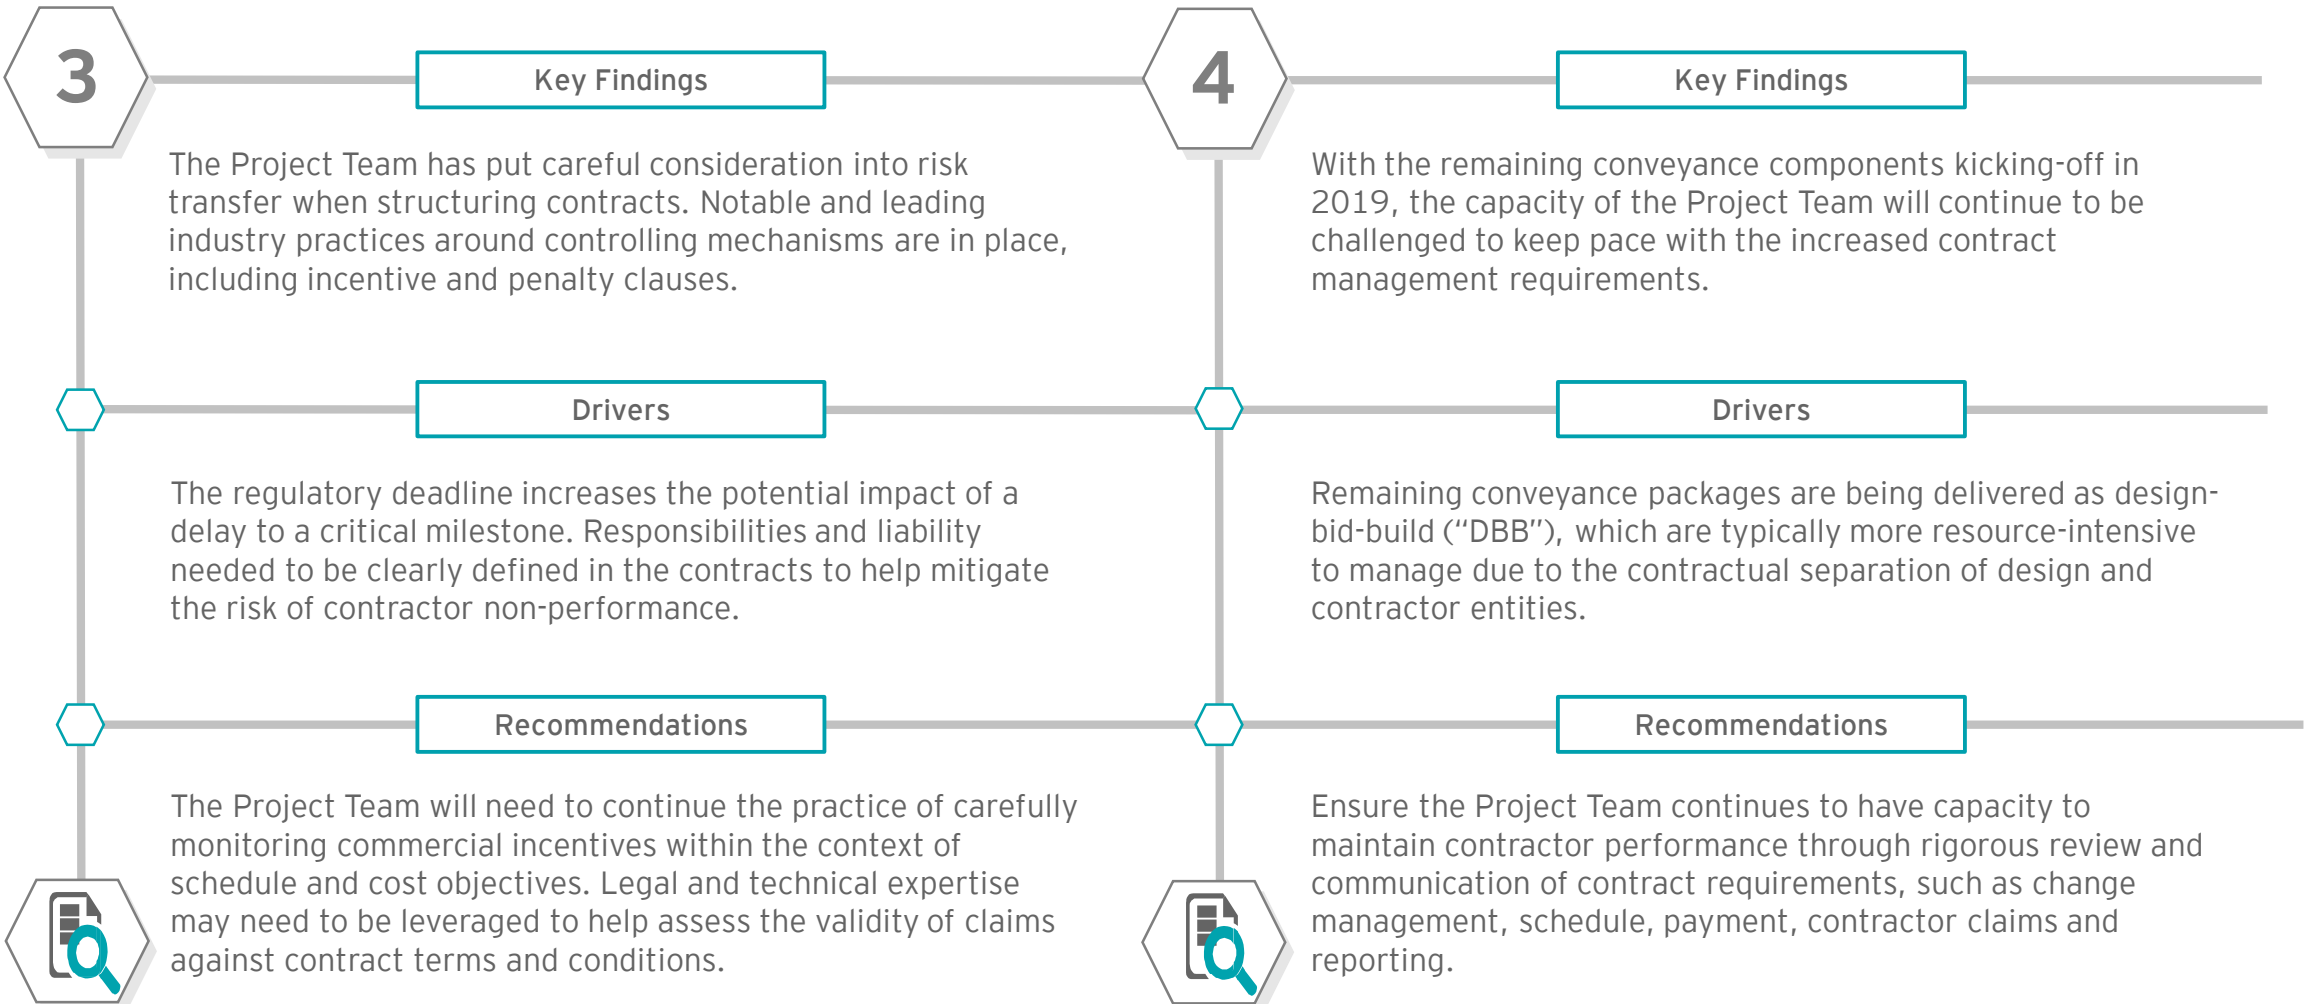 3
Key Findings
The Project Team has put careful consideration into risk
transfer when structuring contracts. Notable and leading
industry practices around controlling mechanisms are in place,
including incentive and penalty clauses.
Drivers
The regulatory deadline increases the potential impact of a
delay to a critical milestone. Responsibilities and liability
needed to be clearly defined in the contracts to help mitigate
the risk of contractor non-performance.
Recommendations
The Project Team will need to continue the practice of carefully
monitoring commercial incentives within the context of
schedule and cost objectives. Legal and technical expertise
may need to be leveraged to help assess the validity of claims
against contract terms and conditions.
4
Key Findings
With the remaining conveyance components kicking-off in
2019, the capacity of the Project Team will continue to be
challenged to keep pace with the increased contract
management requirements.
Drivers
Remaining conveyance packages are being delivered as design-
bid-build (“DBB”), which are typically more resource-intensive
to manage due to the contractual separation of design and
contractor entities.
Recommendations
Ensure the Project Team continues to have capacity to
maintain contractor performance through rigorous review and
communication of contract requirements, such as change
management, schedule, payment, contractor claims and
reporting.